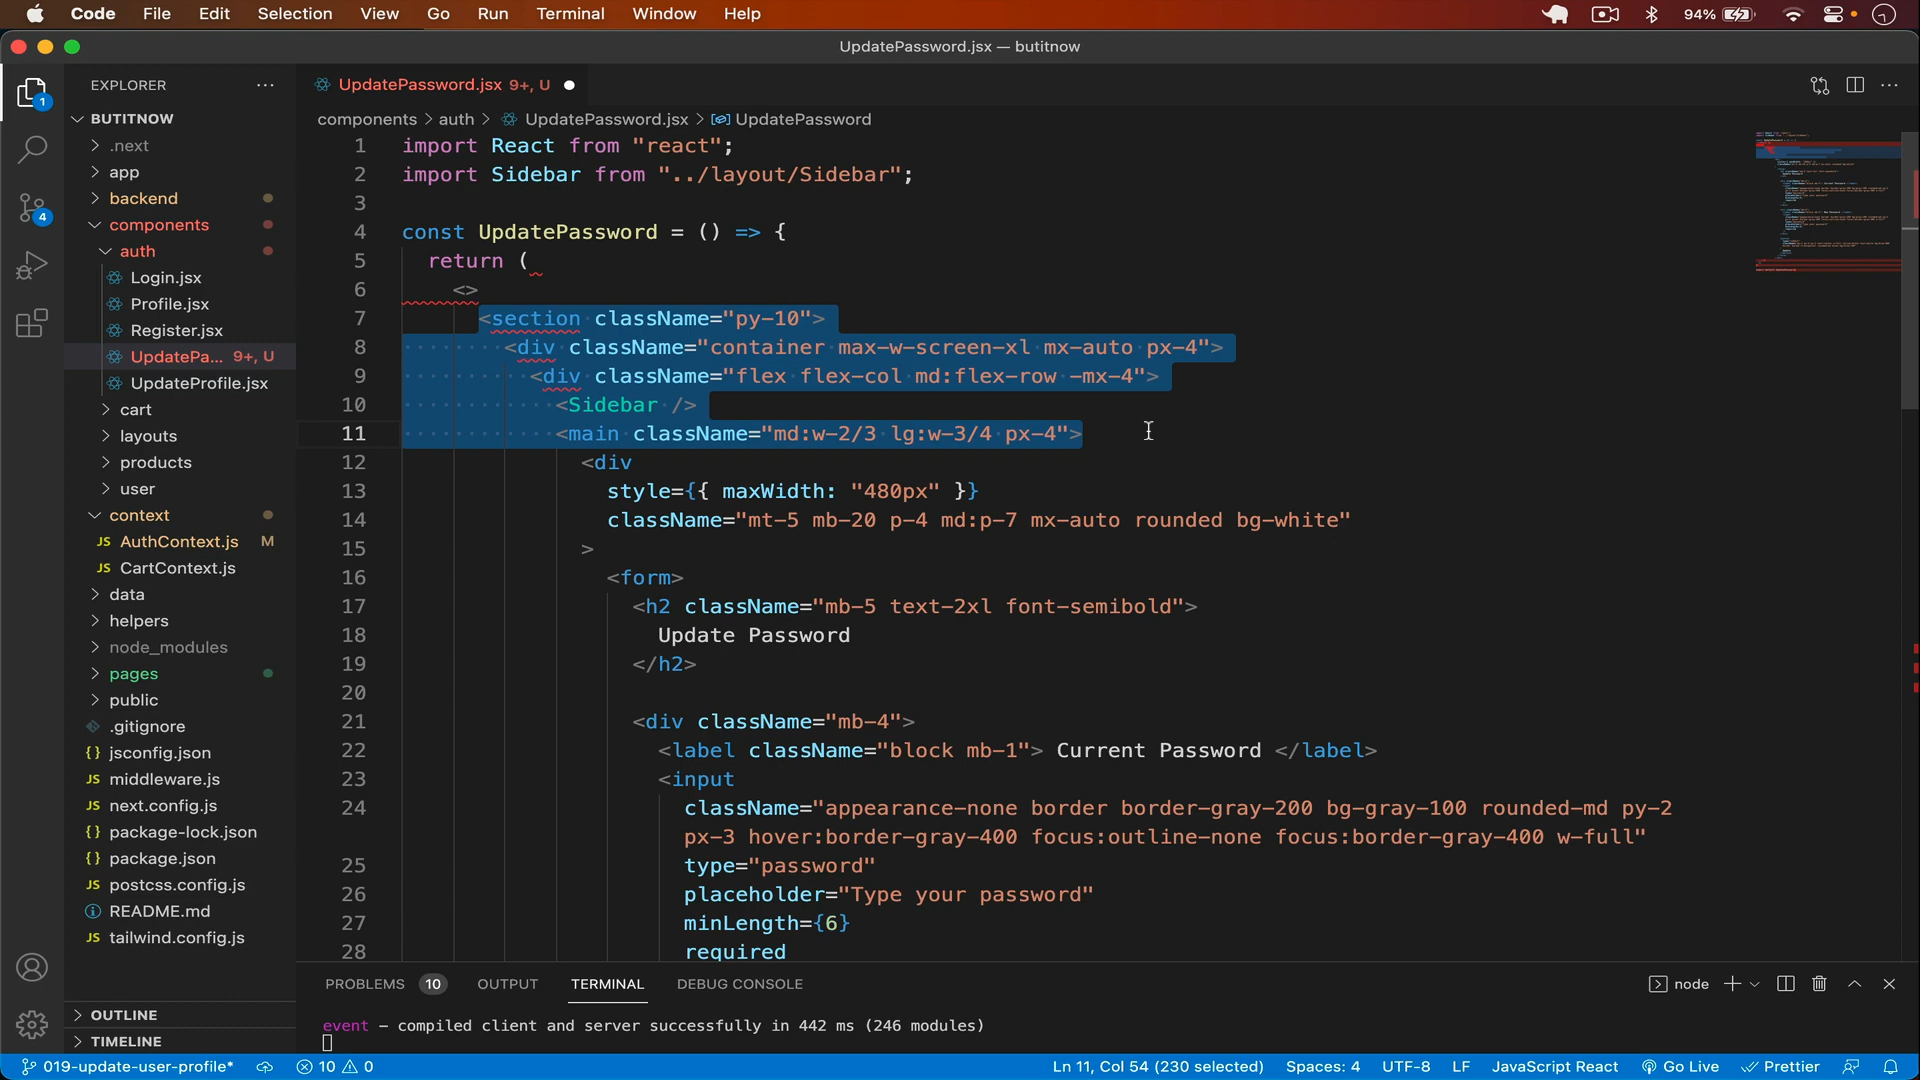 Code File Edit Selection View Go Run Terminal Window Help 94%
UpdatePassword.jsx — butitnow
EXPLORER
1
4
BUTITNOW
.next
app
backend
components
auth
Login.jsx
Profile.jsx
Register.jsx
UpdatePa... 9+, U
UpdateProfile.jsx
cart
layouts
products
user
context
JS AuthContext.js M
JS CartContext.js
data
helpers
node_modules
pages
public
.gitignore
{} jsconfig.json
JS middleware.js
JS next.config.js
{} package-lock.json
{} package.json
JS postcss.config.js
README.md
JS tailwind.config.js
OUTLINE
TIMELINE
UpdatePassword.jsx 9+, U
components > auth > UpdatePassword.jsx > UpdatePassword
1 import React from "react";
2 import Sidebar from "../layout/Sidebar";
3
4 const UpdatePassword = () => {
5 return (
6 <>
7 <section className="py-10">
8 <div className="container max-w-screen-xl mx-auto px-4">
9 <div className="flex flex-col md:flex-row -mx-4">
10 <Sidebar />
11 <main className="md:w-2/3 lg:w-3/4 px-4">
12 <div
13 style={{ maxWidth: "480px" }}
14 className="mt-5 mb-20 p-4 md:p-7 mx-auto rounded bg-white"
15 >
16 <form>
17 <h2 className="mb-5 text-2xl font-semibold">
18 Update Password
19 </h2>
20
21 <div className="mb-4">
22 <label className="block mb-1"> Current Password </label>
23 <input
24 className="appearance-none border border-gray-200 bg-gray-100 rounded-md py-2
px-3 hover:border-gray-400 focus:outline-none focus:border-gray-400 w-full"
25 type="password"
26 placeholder="Type your password"
27 minLength={6}
28 required
PROBLEMS 10 OUTPUT TERMINAL DEBUG CONSOLE node
event – compiled client and server successfully in 442 ms (246 modules)
019-update-user-profile* 10 0 Ln 11, Col 54 (230 selected) Spaces: 4 UTF-8 LF JavaScript React Go Live Prettier